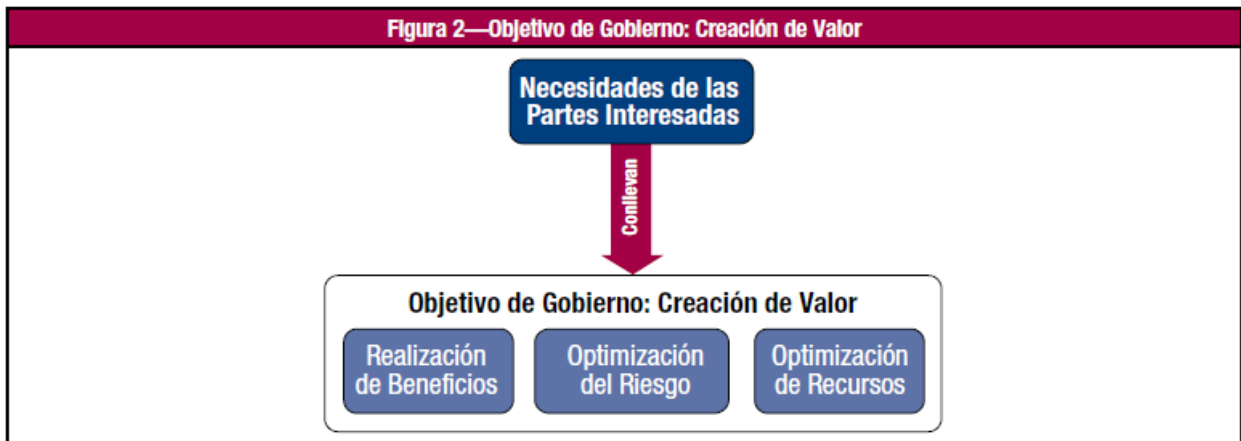 Figura 2—Objetivo de Gobierno: Creación de Valor
Necesidades de las
Partes Interesadas
Conllevan
Objetivo de Gobierno: Creación de Valor
Realización
de Beneficios
Optimización
del Riesgo
Optimización
de Recursos